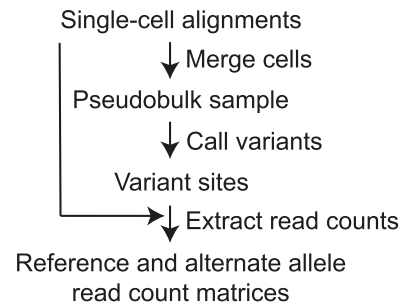 Single-cell alignments
Merge cells
Pseudobulk sample
Call variants
Variant sites
Extract read counts
Reference and alternate allele
read count matrices